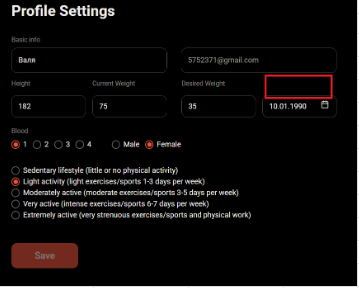 Profile Settings
Basic info
Валя 5752371@gmail.com
Height Current Weight Desired Weight
182 75 35 10.01.1990
Blood
1 2 3 4 Male Female
Sedentary lifestyle (little or no physical activity)
Light activity (light exercises/sports 1-3 days per week)
Moderately active (moderate exercises/sports 3-5 days per week)
Very active (intense exercises/sports 6-7 days per week)
Extremely active (very strenuous exercises/sports and physical work)
Save